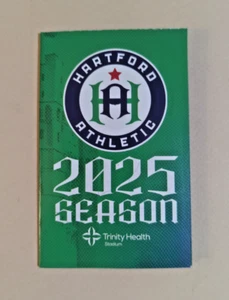 HARTFORD
HA
ATHLETIC
2025
SEASON
Trinity Health
Stadium